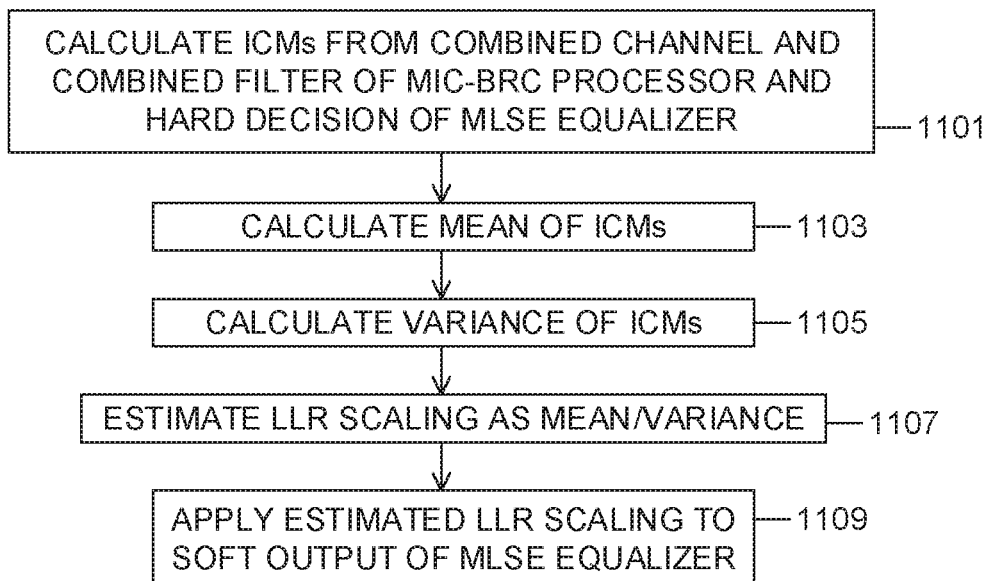 CALCULATE ICMs FROM COMBINED CHANNEL AND
COMBINED FILTER OF MIC-BRC PROCESSOR AND
HARD DECISION OF MLSE EQUALIZER
1101
CALCULATE MEAN OF ICMs
1103
CALCULATE VARIANCE OF ICMs
1105
ESTIMATE LLR SCALING AS MEAN/VARIANCE
1107
APPLY ESTIMATED LLR SCALING TO
SOFT OUTPUT OF MLSE EQUALIZER
1109